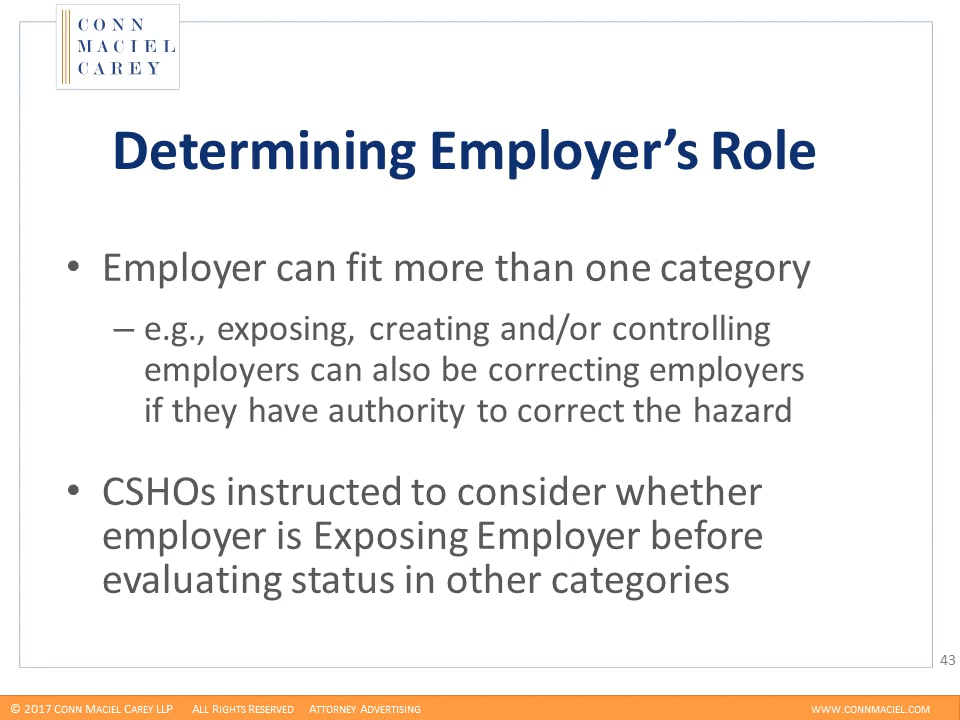 CONN
MACIEL
CAREY
Determining Employer’s Role
• Employer can fit more than one category
– e.g., exposing, creating and/or controlling
employers can also be correcting employers
if they have authority to correct the hazard
• CSHOs instructed to consider whether
employer is Exposing Employer before
evaluating status in other categories
43
© 2017 CONN MACIEL CAREY LLP ALL RIGHTS RESERVED ATTORNEY ADVERTISING WWW.CONNMACIEL.COM